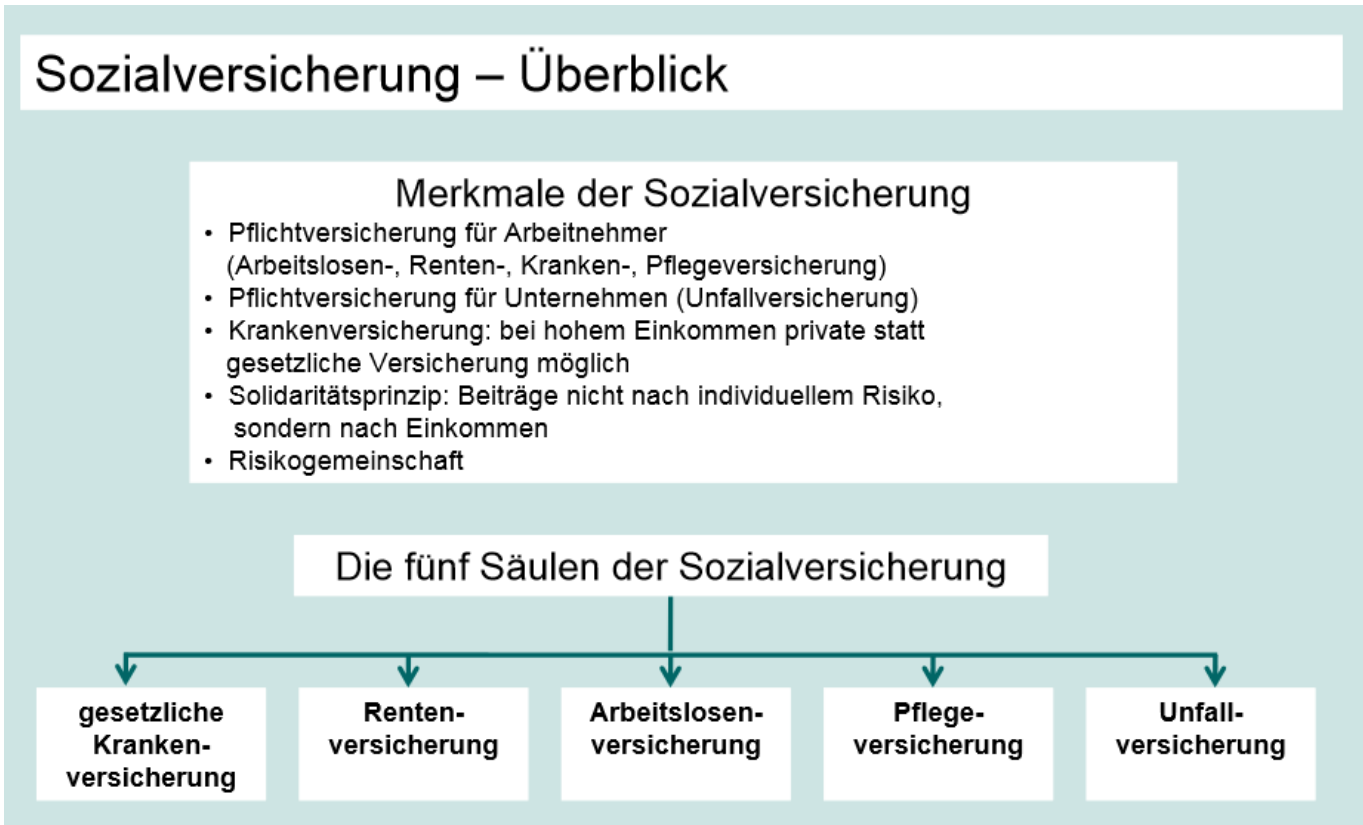 Sozialversicherung – Überblick
Merkmale der Sozialversicherung
• Pflichtversicherung für Arbeitnehmer
(Arbeitslosen-, Renten-, Kranken-, Pflegeversicherung)
• Pflichtversicherung für Unternehmen (Unfallversicherung)
• Krankenversicherung: bei hohem Einkommen private statt
gesetzliche Versicherung möglich
• Solidaritätsprinzip: Beiträge nicht nach individuellem Risiko,
sondern nach Einkommen
• Risikogemeinschaft
Die fünf Säulen der Sozialversicherung
gesetzliche
Kranken-
versicherung
Renten-
versicherung
Arbeitslosen-
versicherung
Pflege-
versicherung
Unfall-
versicherung